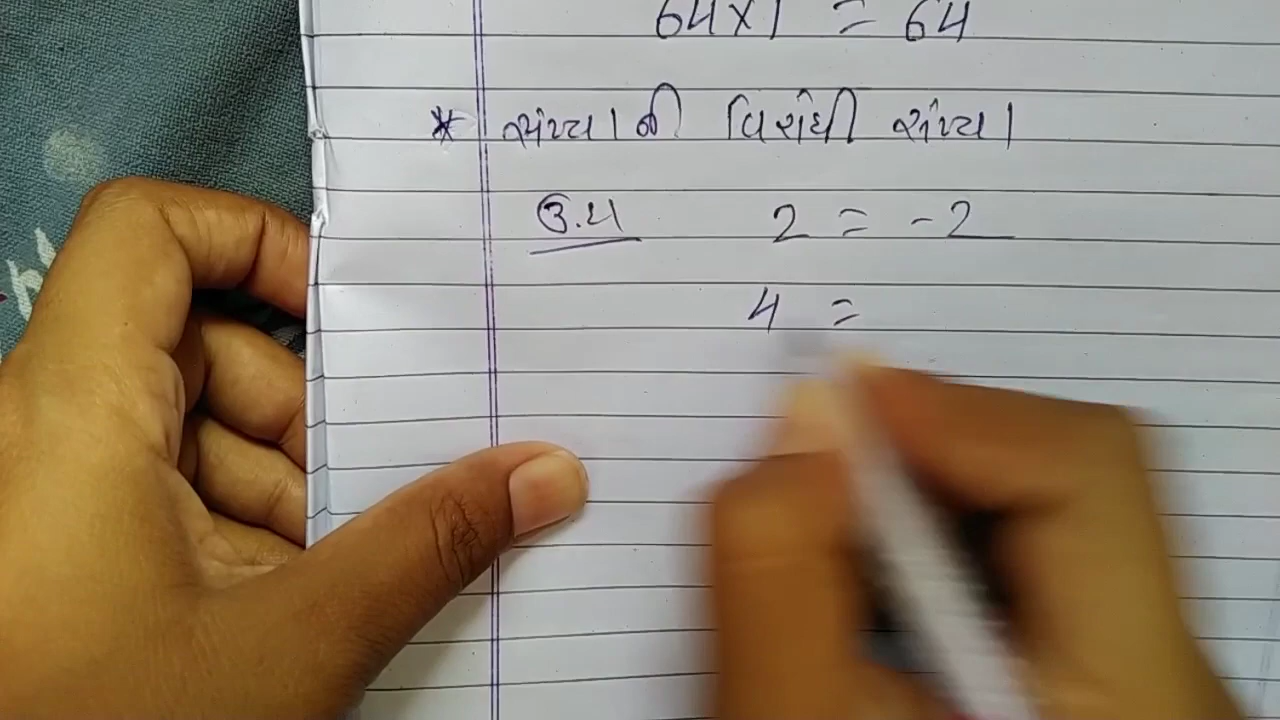 64 x 1 = 64
* સંખ્યાની વિરોધી સંખ્યા
ઉ.દા 2 = -2
4 =